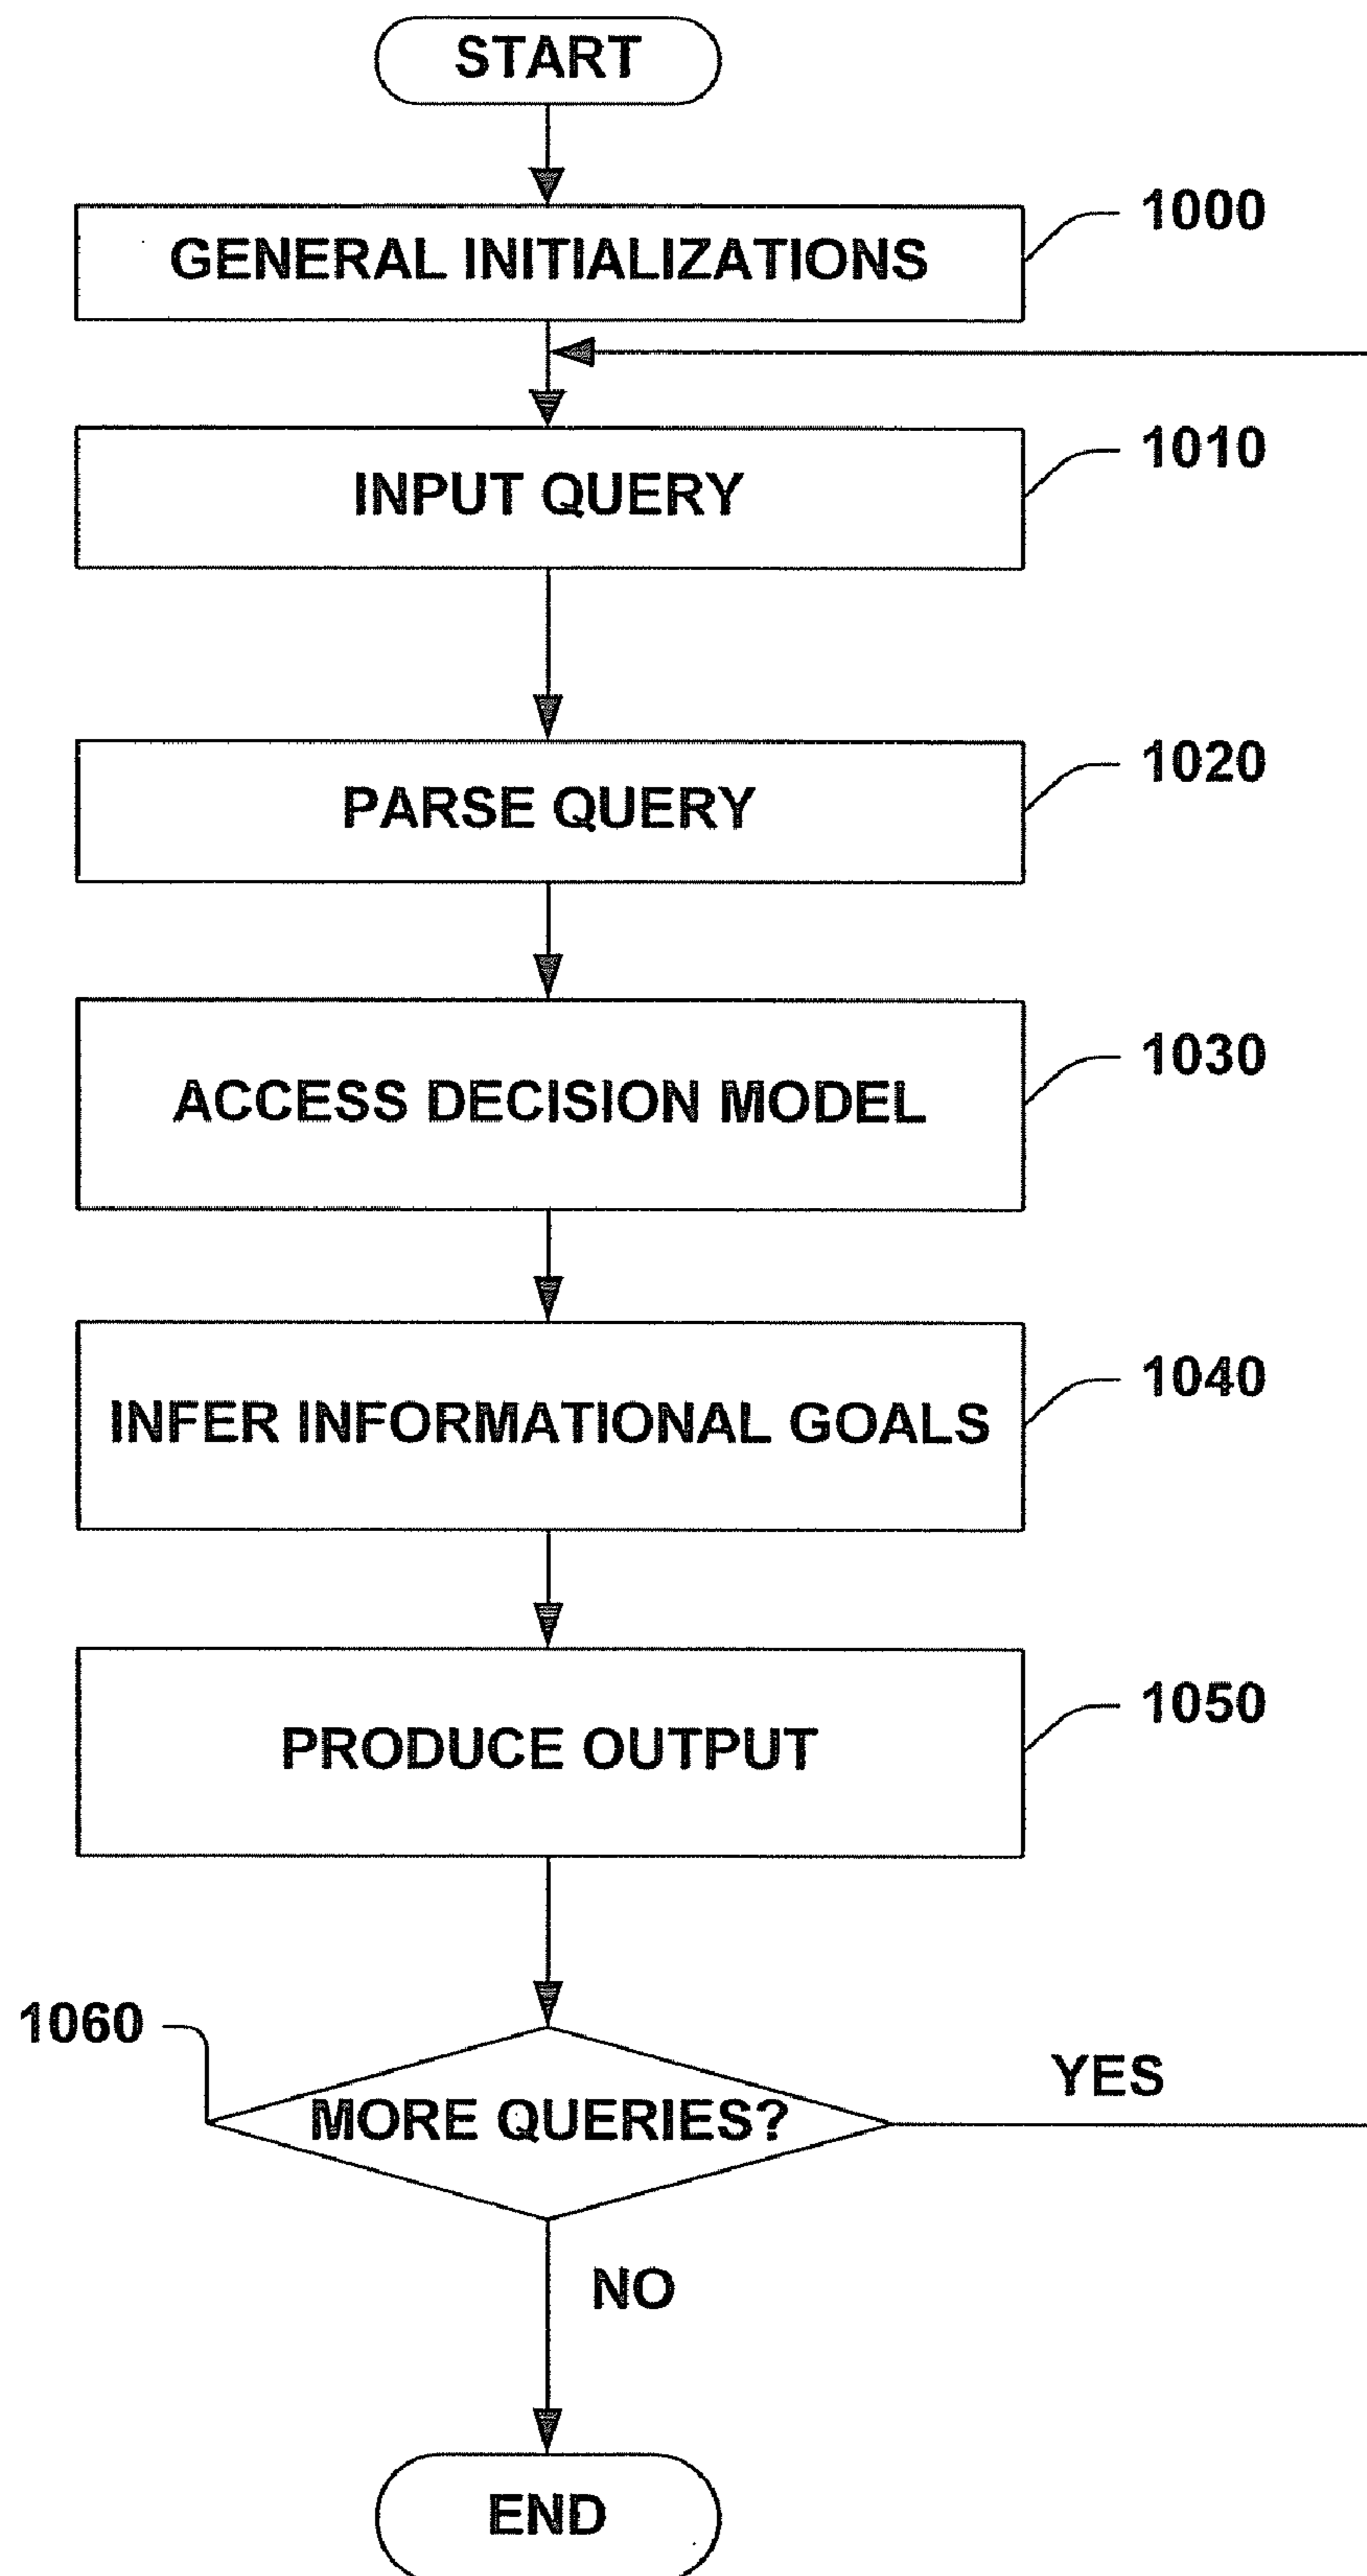 START
GENERAL INITIALIZATIONS
1000
INPUT QUERY
1010
PARSE QUERY
1020
ACCESS DECISION MODEL
1030
INFER INFORMATIONAL GOALS
1040
PRODUCE OUTPUT
1050
1060
MORE QUERIES?
YES
NO
END